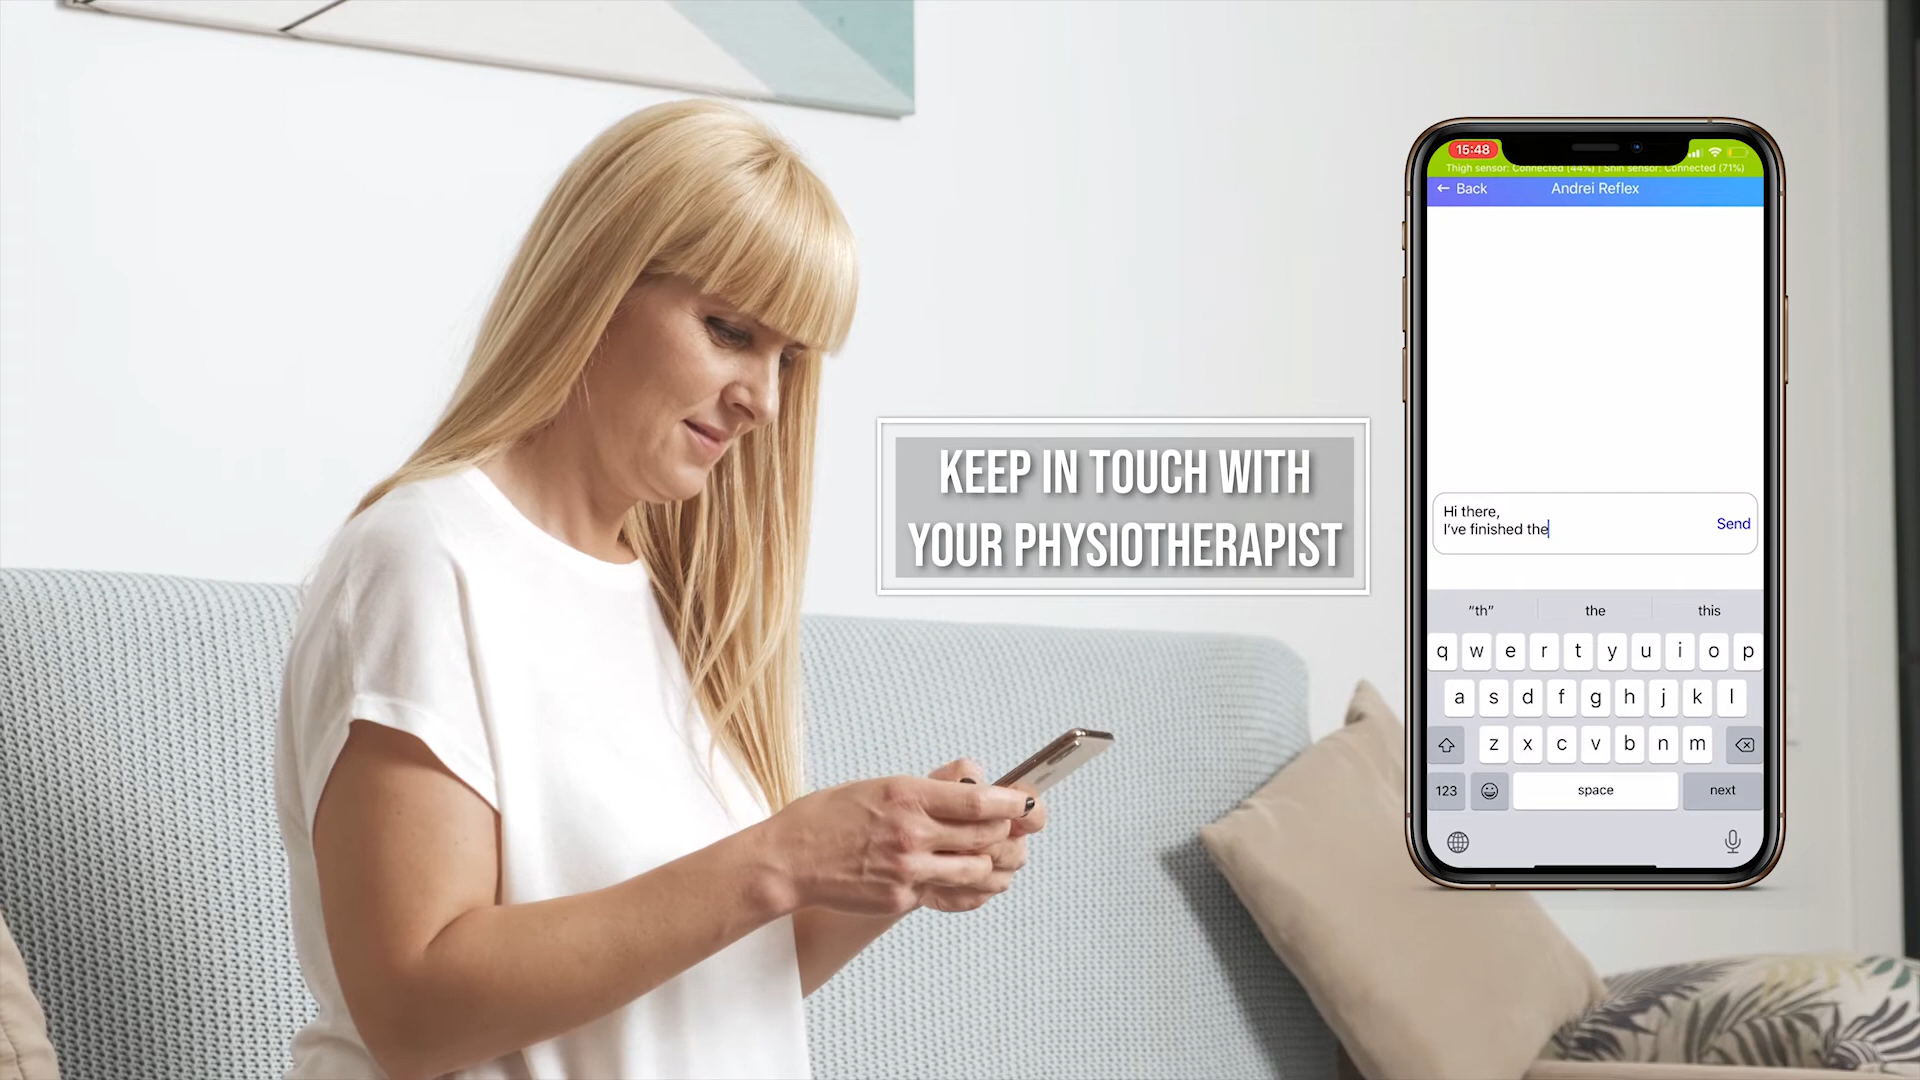 KEEP IN TOUCH WITH
YOUR PHYSIOTHERAPIST
15:48
Thigh sensor: Connected (44%) | Shin sensor: Connected (71%)
← Back
Andrei Reflex
Hi there,
I've finished the
Send
"th" the this
q w e r t y u i o p
a s d f g h j k l
z x c v b n m
123 space next